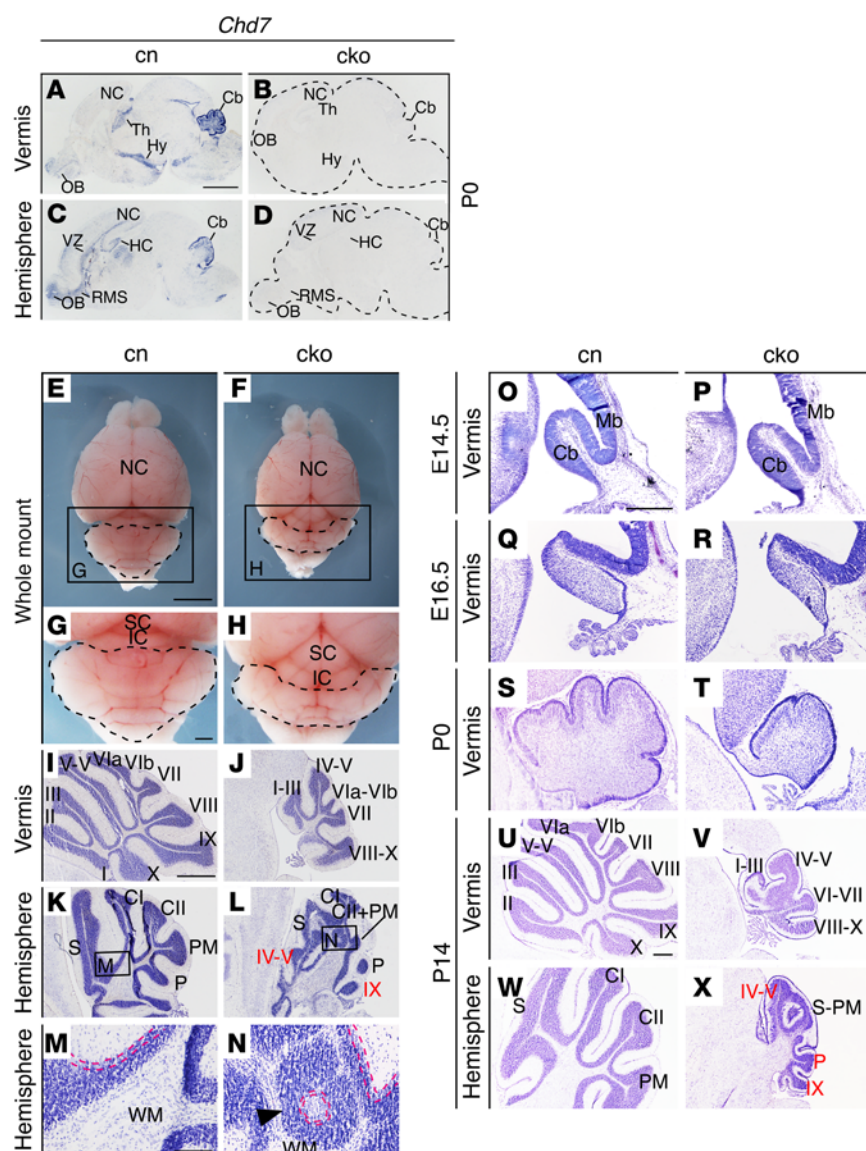 Chd7
cn cko
Vermis
A NC Cb Th Hy OB
B NC Th Cb OB Hy
P0
Hemisphere
C NC Cb VZ HC RMS OB
D NC Cb VZ HC RMS OB
cn cko
Whole mount
E NC G
F NC H
G SC IC
H SC IC
Vermis
I V-V VIa VIb VII III II VIII IX I X
J IV-V I-III VIa-VIb VII VIII-X
Hemisphere
K CI CII S M PM P
L CI CII+PM S N IV-V P IX
Hemisphere
M WM
N WM
cn cko
E14.5
Vermis
O Mb Cb
P Mb Cb
E16.5
Vermis
Q
R
P0
Vermis
S
T
P14
Vermis
U VIa VIb V-V VII III VIII II IX X
V IV-V I-III VI-VII VIII-X
Hemisphere
W CI S CII PM
X IV-V S-PM P IX